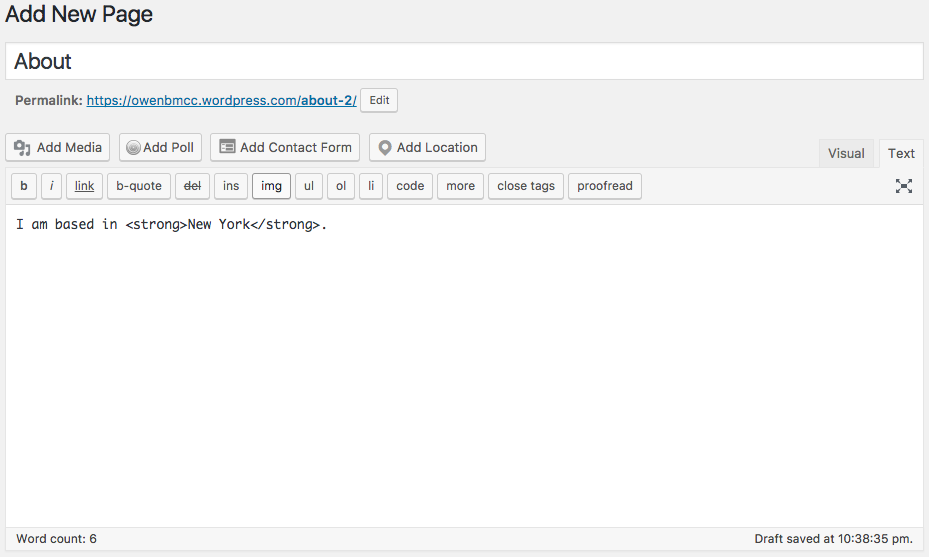 Add New Page
About
Permalink: https://owenbmcc.wordpress.com/about-2/ Edit
Add Media Add Poll Add Contact Form Add Location Visual Text
b i link b-quote del ins img ul ol li code more close tags proofread
I am based in <strong>New York</strong>.
Word count: 6 Draft saved at 10:38:35 pm.